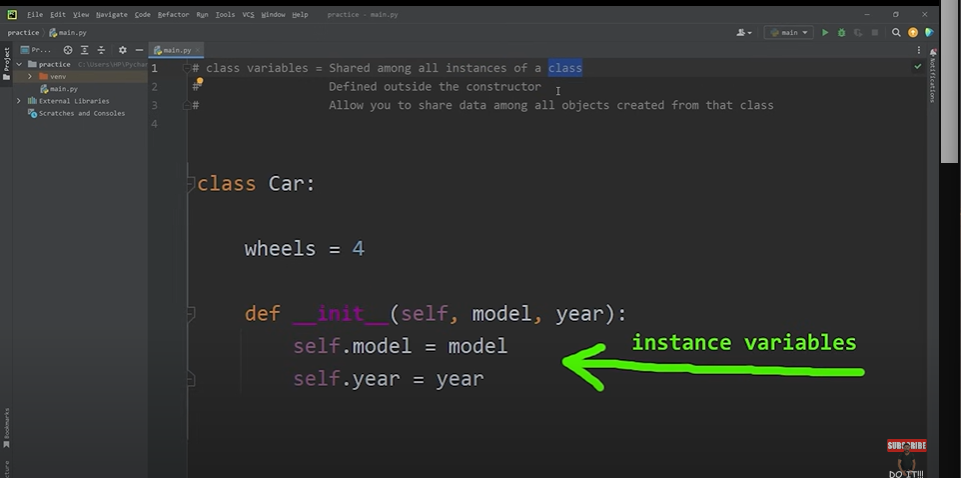 File Edit View Navigate Code Refactor Run Tools VCS Window Help practice - main.py
practice main.py
main
Project
Pr...
main.py
practice C:\Users\HP\Pychar
venv
main.py
External Libraries
Scratches and Consoles
Notifications
1 # class variables = Shared among all instances of a class
2 # Defined outside the constructor
3 # Allow you to share data among all objects created from that class
4
class Car:
wheels = 4
def __init__(self, model, year):
self.model = model
self.year = year
instance variables
Bookmarks
SUBSCRIBE
DO IT!!!